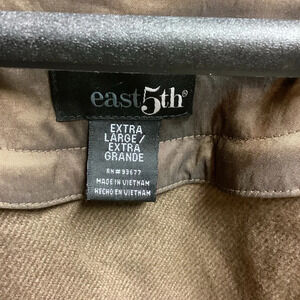 east5th®
EXTRA
LARGE/
EXTRA
GRANDE
RN#93677
MADE IN VIETNAM
HECHO EN VIETNAM